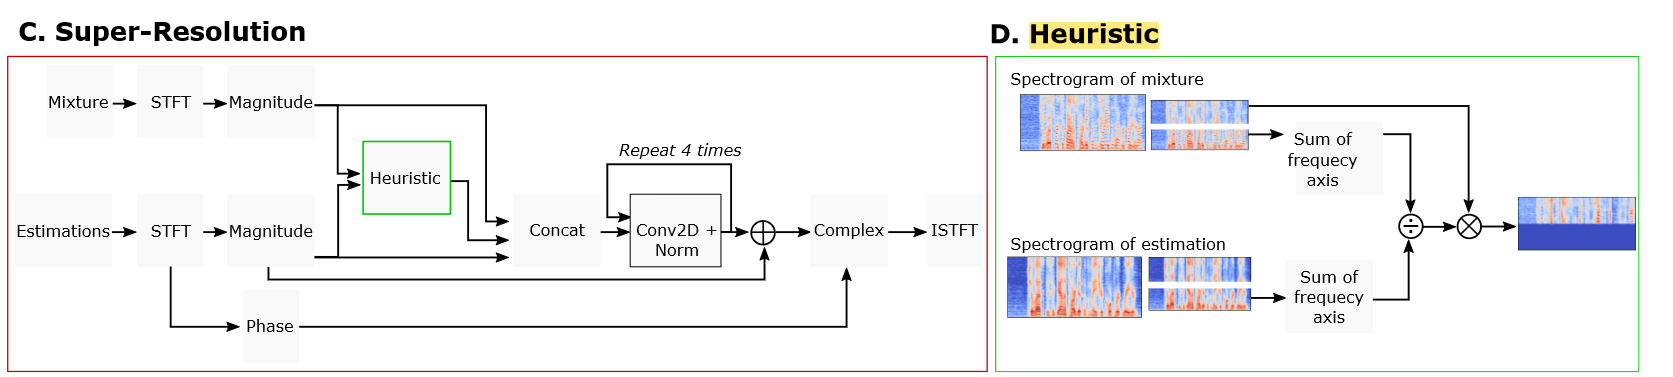 C. Super-Resolution
Mixture
STFT
Magnitude
Heuristic
Repeat 4 times
Estimations
STFT
Magnitude
Concat
Conv2D +
Norm
Complex
ISTFT
Phase
D. Heuristic
Spectrogram of mixture
Sum of
frequecy
axis
Spectrogram of estimation
Sum of
frequecy
axis